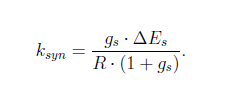 k_{syn} = \frac{g_s \cdot \Delta E_s}{R \cdot (1 + g_s)}.